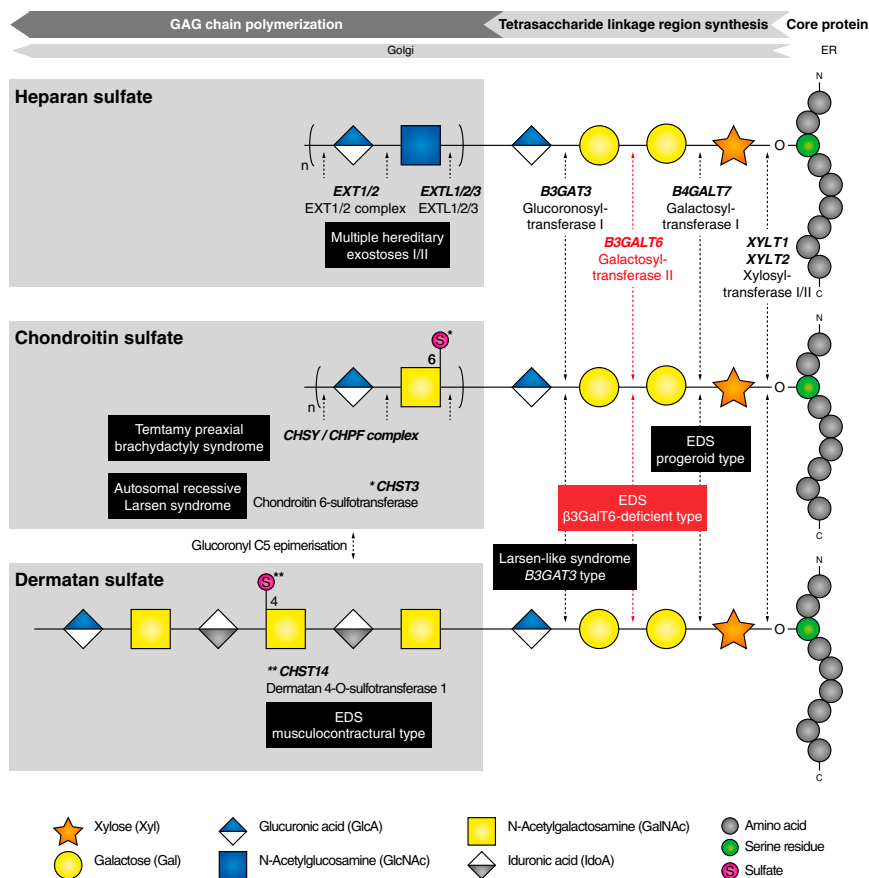 GAG chain polymerization
Tetrasaccharide linkage region synthesis
Core protein
Golgi
ER
Heparan sulfate
N
n
O
EXT1/2
EXT1/2 complex
EXTL1/2/3
EXTL1/2/3
Multiple hereditary
exostoses I/II
B3GAT3
Glucoronosyl-
transferase I
B4GALT7
Galactosyl-
transferase I
B3GALT6
Galactosyl-
transferase II
XYLT1
XYLT2
Xylosyl-
transferase I/II
C
Chondroitin sulfate
N
S*
6
n
O
CHSY / CHPF complex
Temtamy preaxial
brachydactyly syndrome
Autosomal recessive
Larsen syndrome
* CHST3
Chondroitin 6-sulfotransferase
EDS
progeroid type
EDS
β3GalT6-deficient type
Larsen-like syndrome
B3GAT3 type
C
Glucoronyl C5 epimerisation
Dermatan sulfate
N
S**
4
O
** CHST14
Dermatan 4-O-sulfotransferase 1
EDS
musculocontractural type
C
Xylose (Xyl)
Glucuronic acid (GlcA)
N-Acetylgalactosamine (GalNAc)
Amino acid
Serine residue
Galactose (Gal)
N-Acetylglucosamine (GlcNAc)
Iduronic acid (IdoA)
S Sulfate